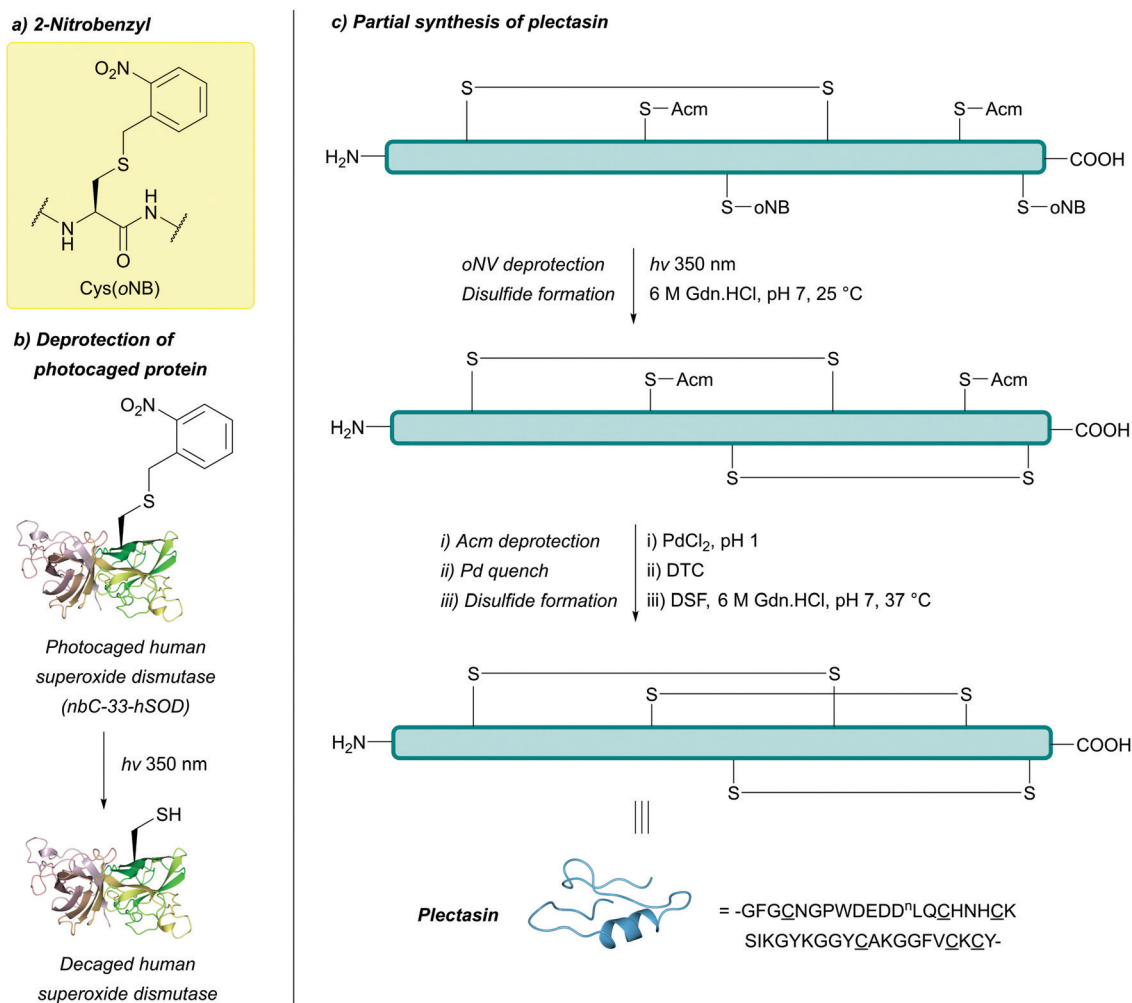 a) 2-Nitrobenzyl
O₂N
S
N
H
H
N
O
Cys(oNB)
b) Deprotection of
photocaged protein
O₂N
S
Photocaged human
superoxide dismutase
(nbC-33-hSOD)
hv 350 nm
SH
Decaged human
superoxide dismutase
c) Partial synthesis of plectasin
S S
S—Acm S—Acm
H₂N COOH
S—oNB S—oNB
oNV deprotection hv 350 nm
Disulfide formation 6 M Gdn.HCl, pH 7, 25 °C
S S
S—Acm S—Acm
H₂N COOH
S S
i) Acm deprotection i) PdCl₂, pH 1
ii) Pd quench ii) DTC
iii) Disulfide formation iii) DSF, 6 M Gdn.HCl, pH 7, 37 °C
S S
S S
H₂N COOH
S S
Plectasin = -GFGCNGPWDEDDⁿLQCHNHCK
SIKGYKGGYCAKGGFVCKCY-